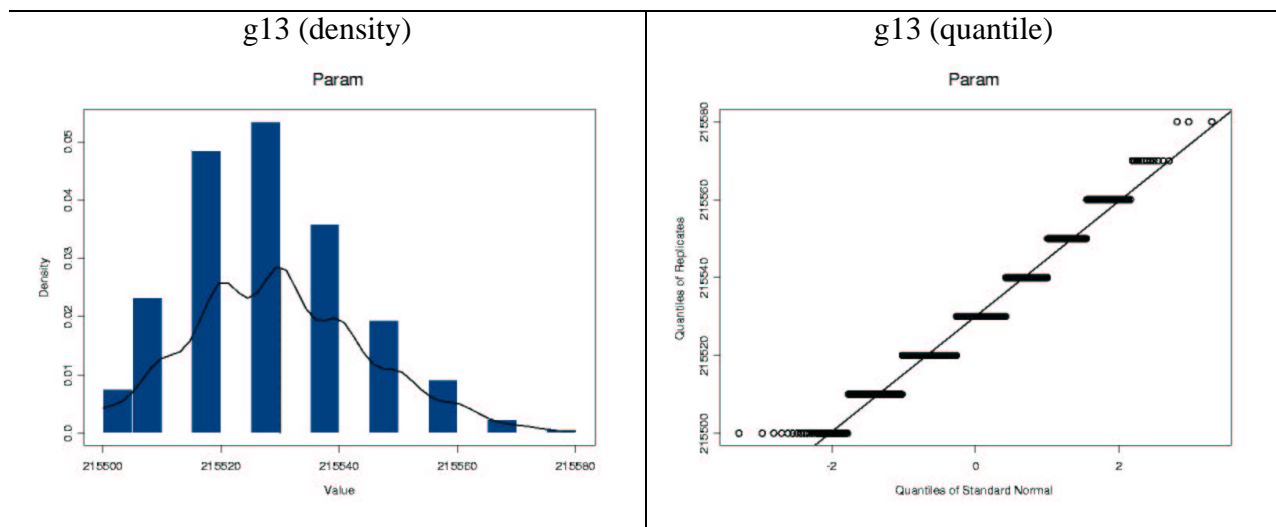 g13 (density)
Param
0.05
0.04
0.03
0.02
0.01
0.0
Density
215500 215520 215540 215560 215580
Value
g13 (quantile)
Param
215580
215560
215540
215520
215500
Quantiles of Replicates
-2 0 2
Quantiles of Standard Normal